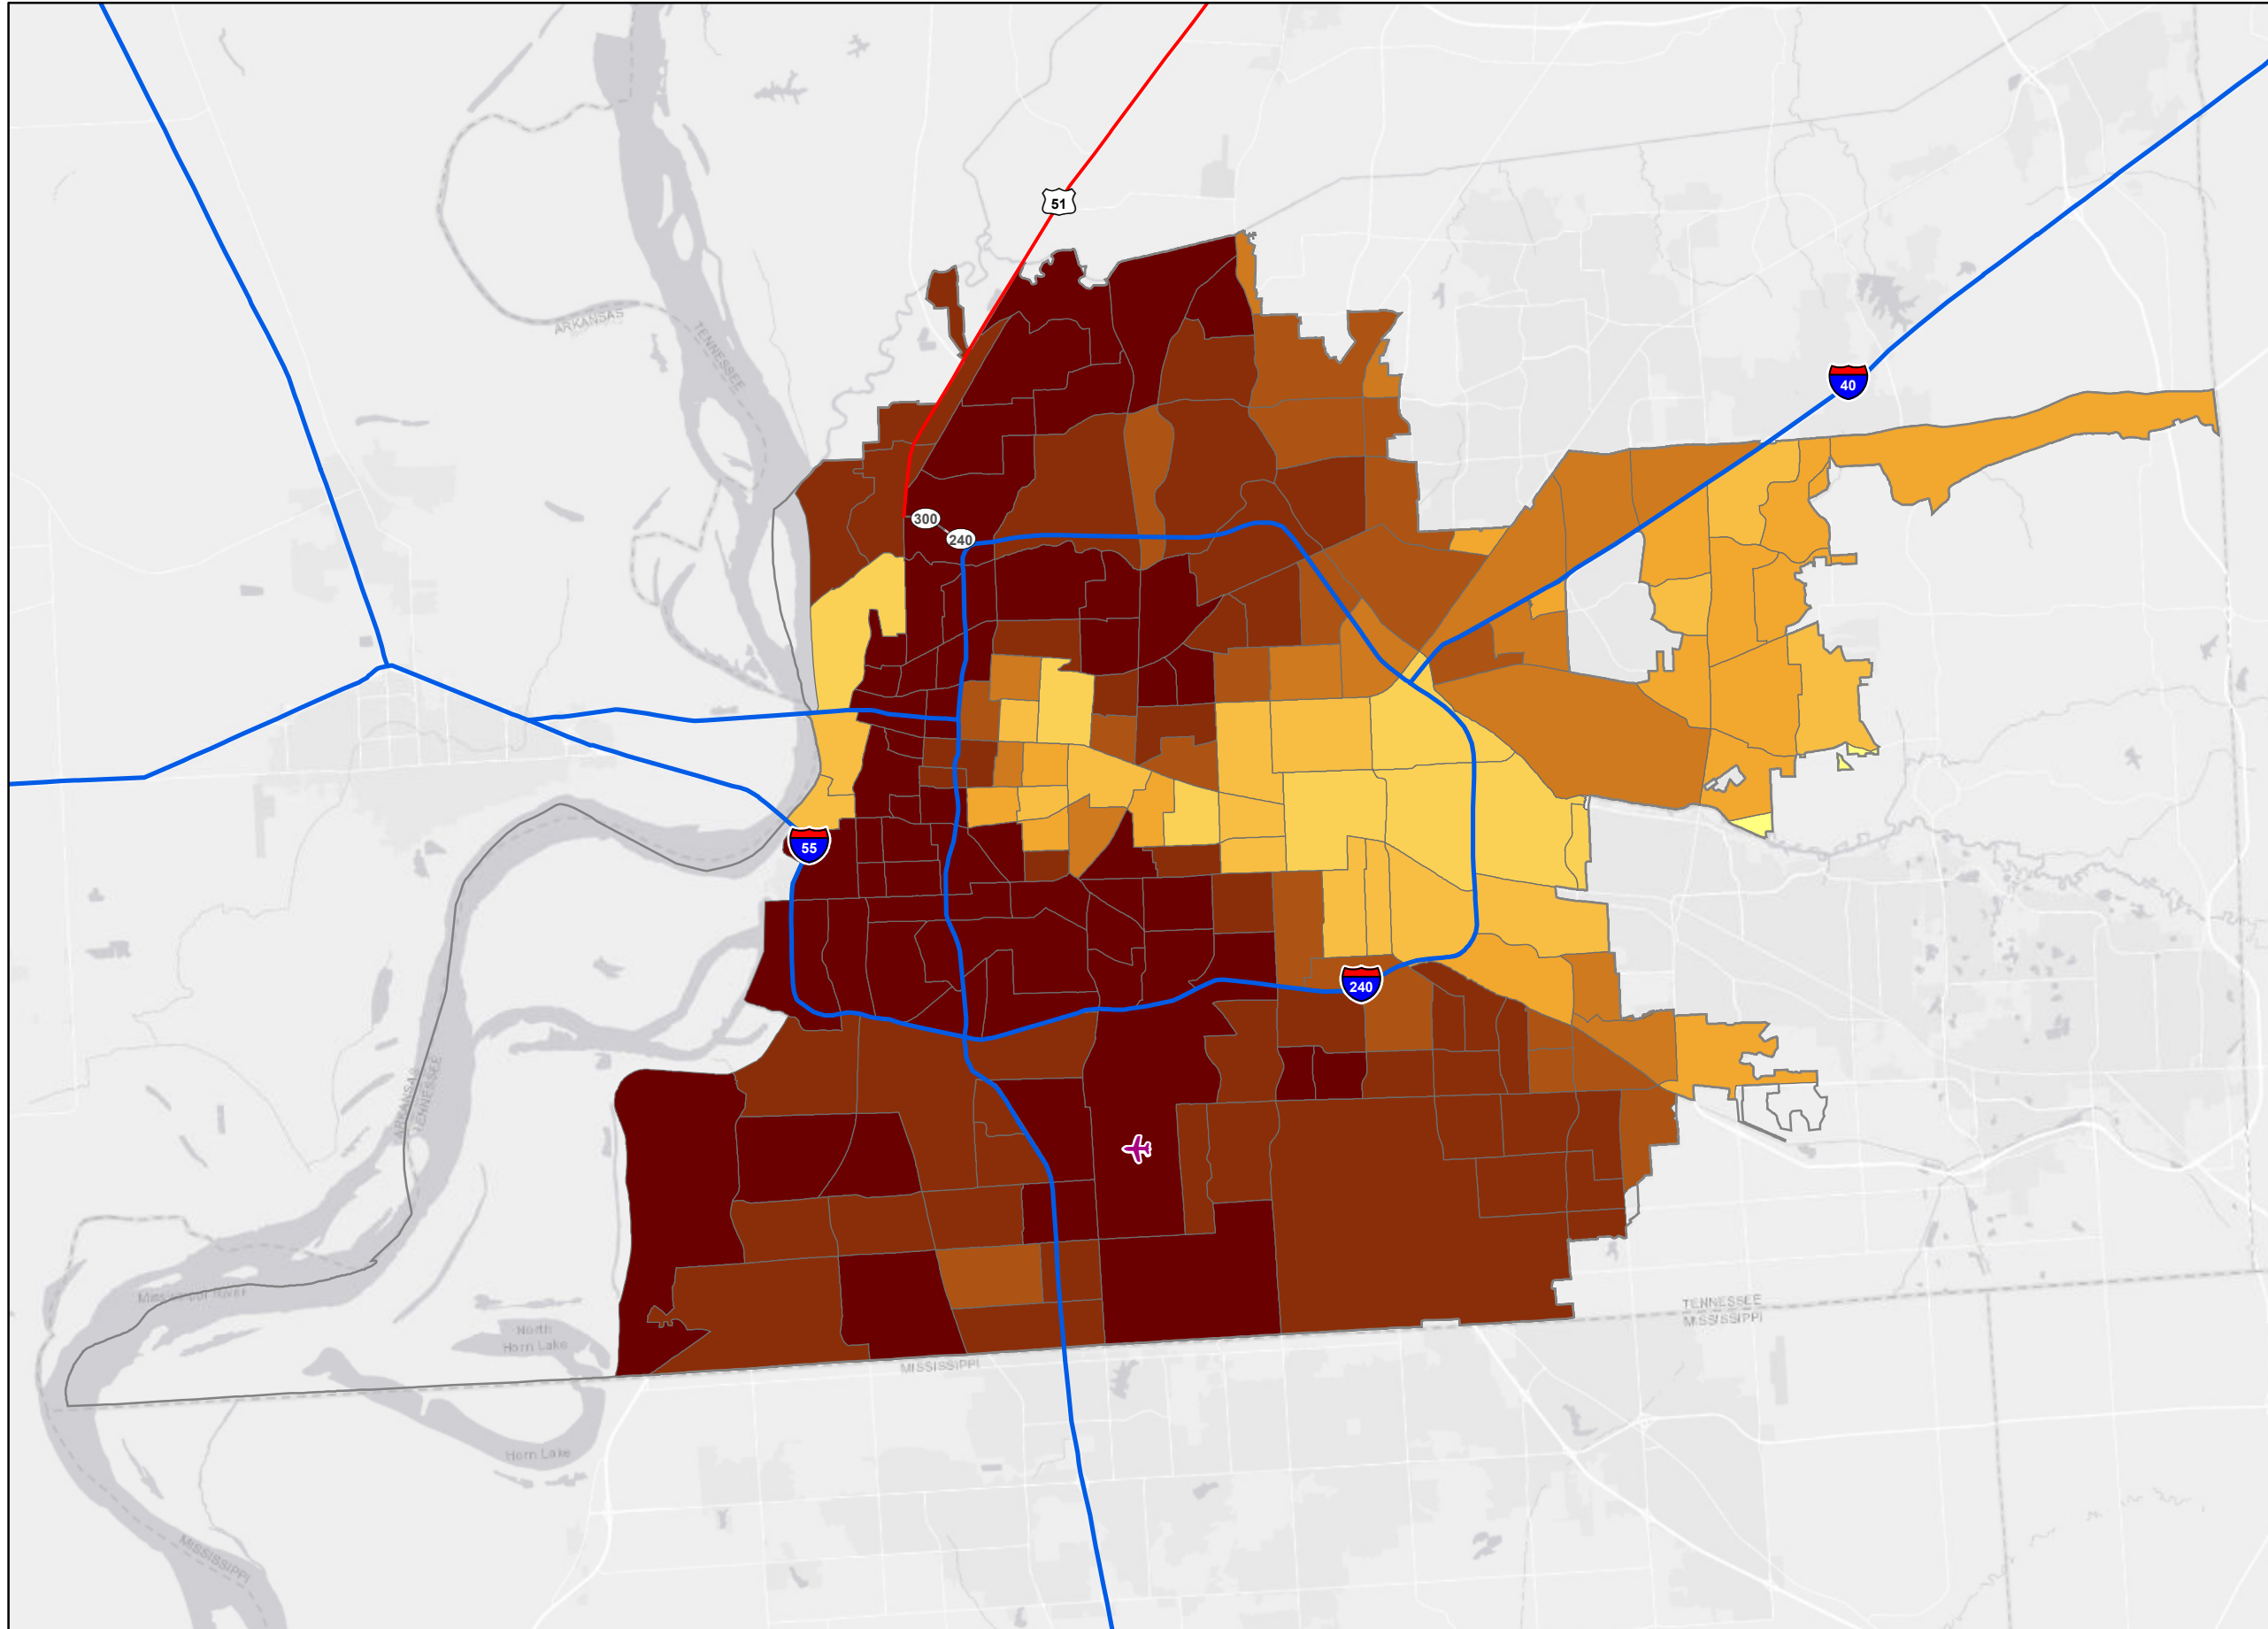 51
ARKANSAS
TENNESSEE
40
300
240
55
240
ARKANSAS
TENNESSEE
Mississippi River
TENNESSEE
MISSISSIPPI
North
Horn Lake
MISSISSIPPI
Horn Lake
MISSISSIPPI